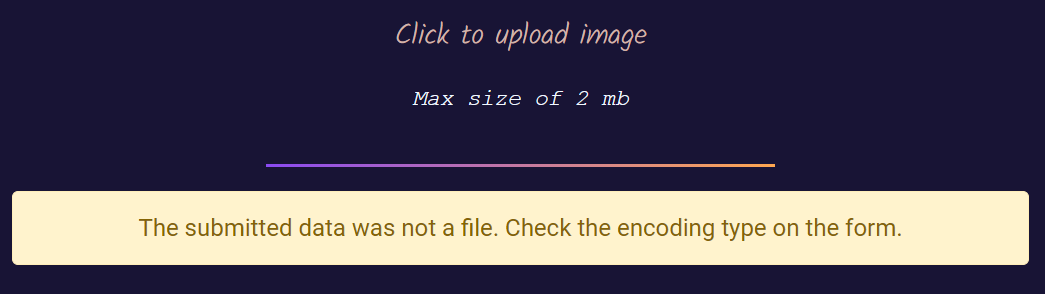 Click to upload image
Max size of 2 mb
The submitted data was not a file. Check the encoding type on the form.